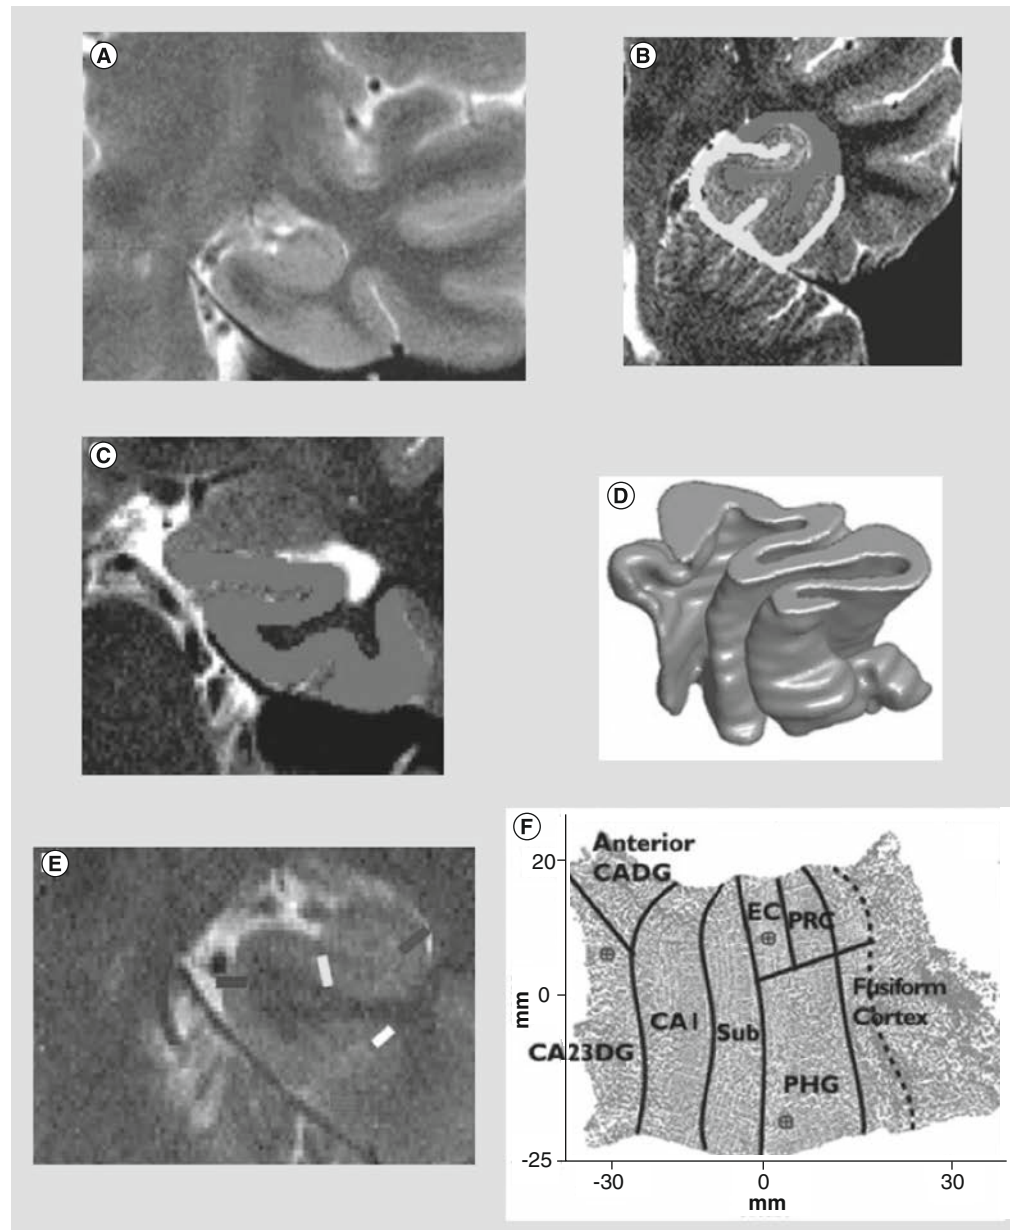 A
B
C
D
E
F
Anterior
CADG
20
EC
PRC
mm
0
Fusiform
Cortex
CA1
Sub
CA23DG
PHG
-25
-30
0
30
mm